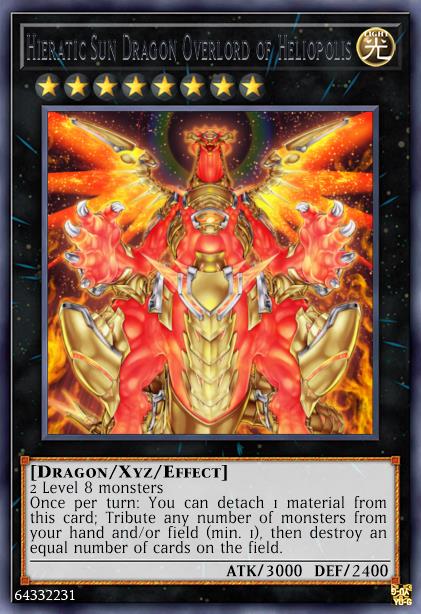 Hieratic Sun Dragon Overlord of Heliopolis
LIGHT
光
[Dragon/Xyz/Effect]
2 Level 8 monsters
Once per turn: You can detach 1 material from
this card; Tribute any number of monsters from
your hand and/or field (min. 1), then destroy an
equal number of cards on the field.
ATK/3000 DEF/2400
64332231